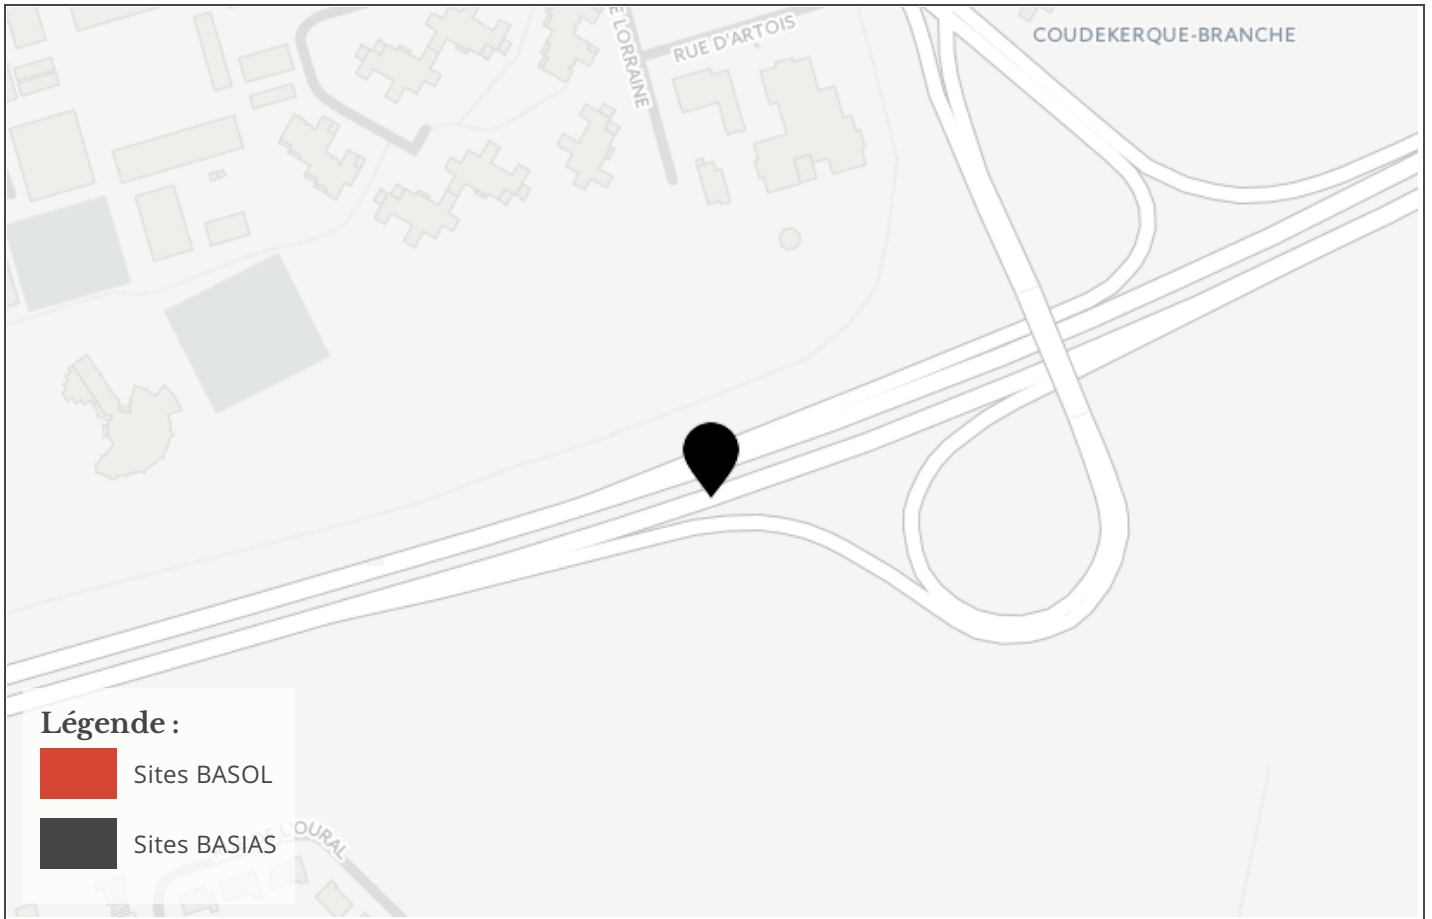 E LORRAINE
RUE D'ARTOIS
COUDEKERQUE-BRANCHE
Légende :
Sites BASOL
Sites BASIAS
L'OURAL